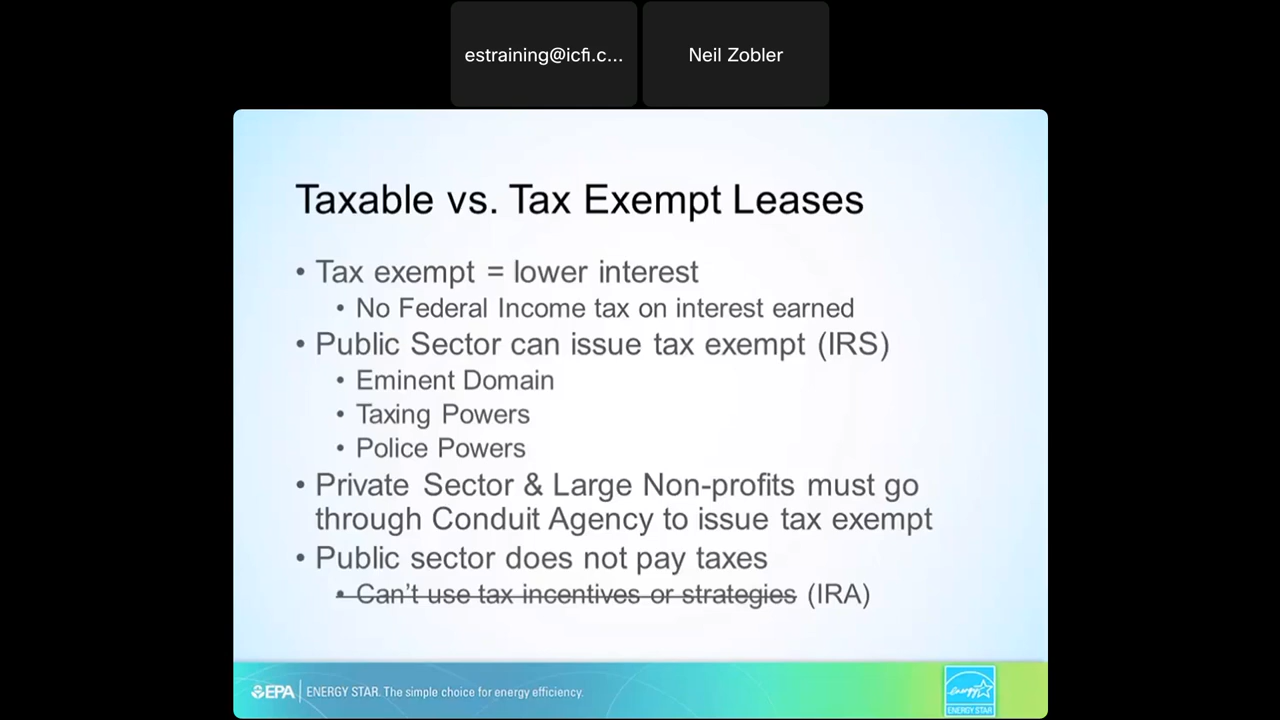 estraining@icfi.c...
Neil Zobler
Taxable vs. Tax Exempt Leases
• Tax exempt = lower interest
• No Federal Income tax on interest earned
• Public Sector can issue tax exempt (IRS)
• Eminent Domain
• Taxing Powers
• Police Powers
• Private Sector & Large Non-profits must go
through Conduit Agency to issue tax exempt
• Public sector does not pay taxes
• Can't use tax incentives or strategies (IRA)
EPA ENERGY STAR. The simple choice for energy efficiency.
energy
ENERGY STAR